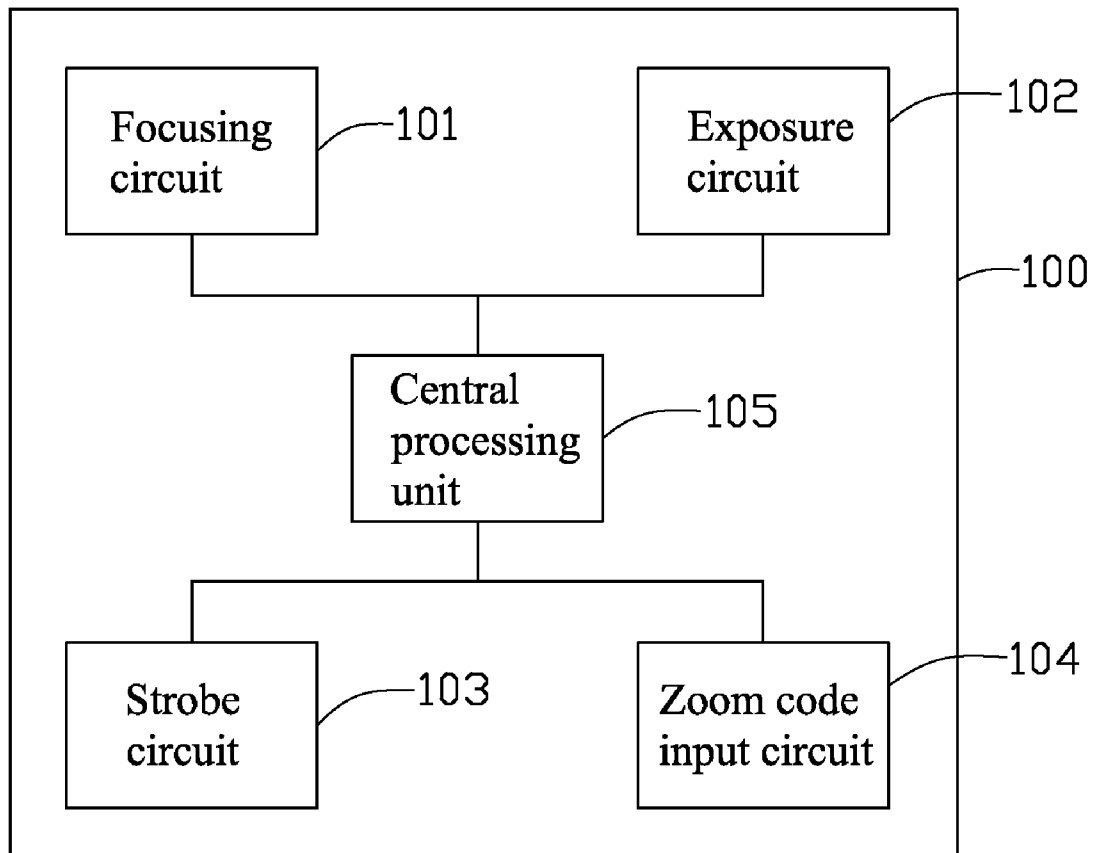 Focusing
circuit
101
Exposure
circuit
102
100
Central
processing
unit
105
Strobe
circuit
103
Zoom code
input circuit
104